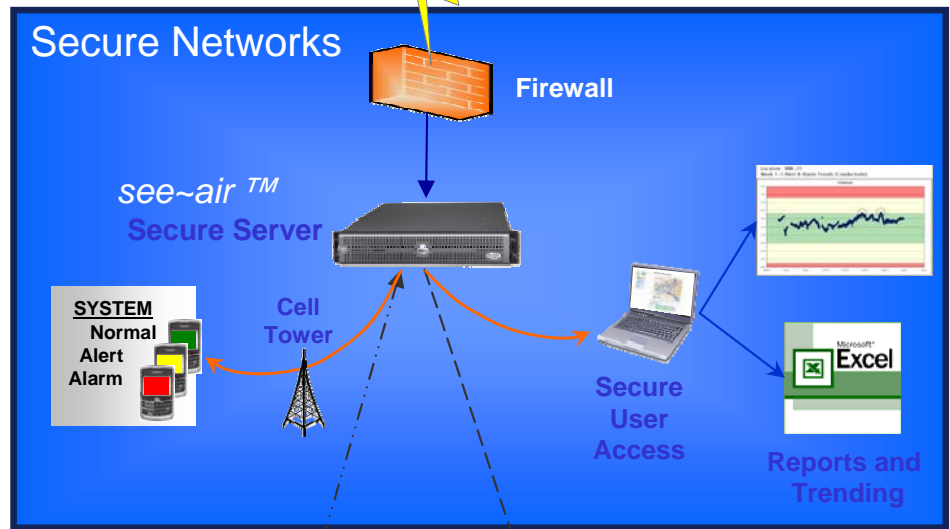 Secure Networks
Firewall
see~air ™
Secure Server
SYSTEM
Normal
Alert
Alarm
Cell
Tower
Secure
User
Access
Microsoft
Excel
Reports and
Trending